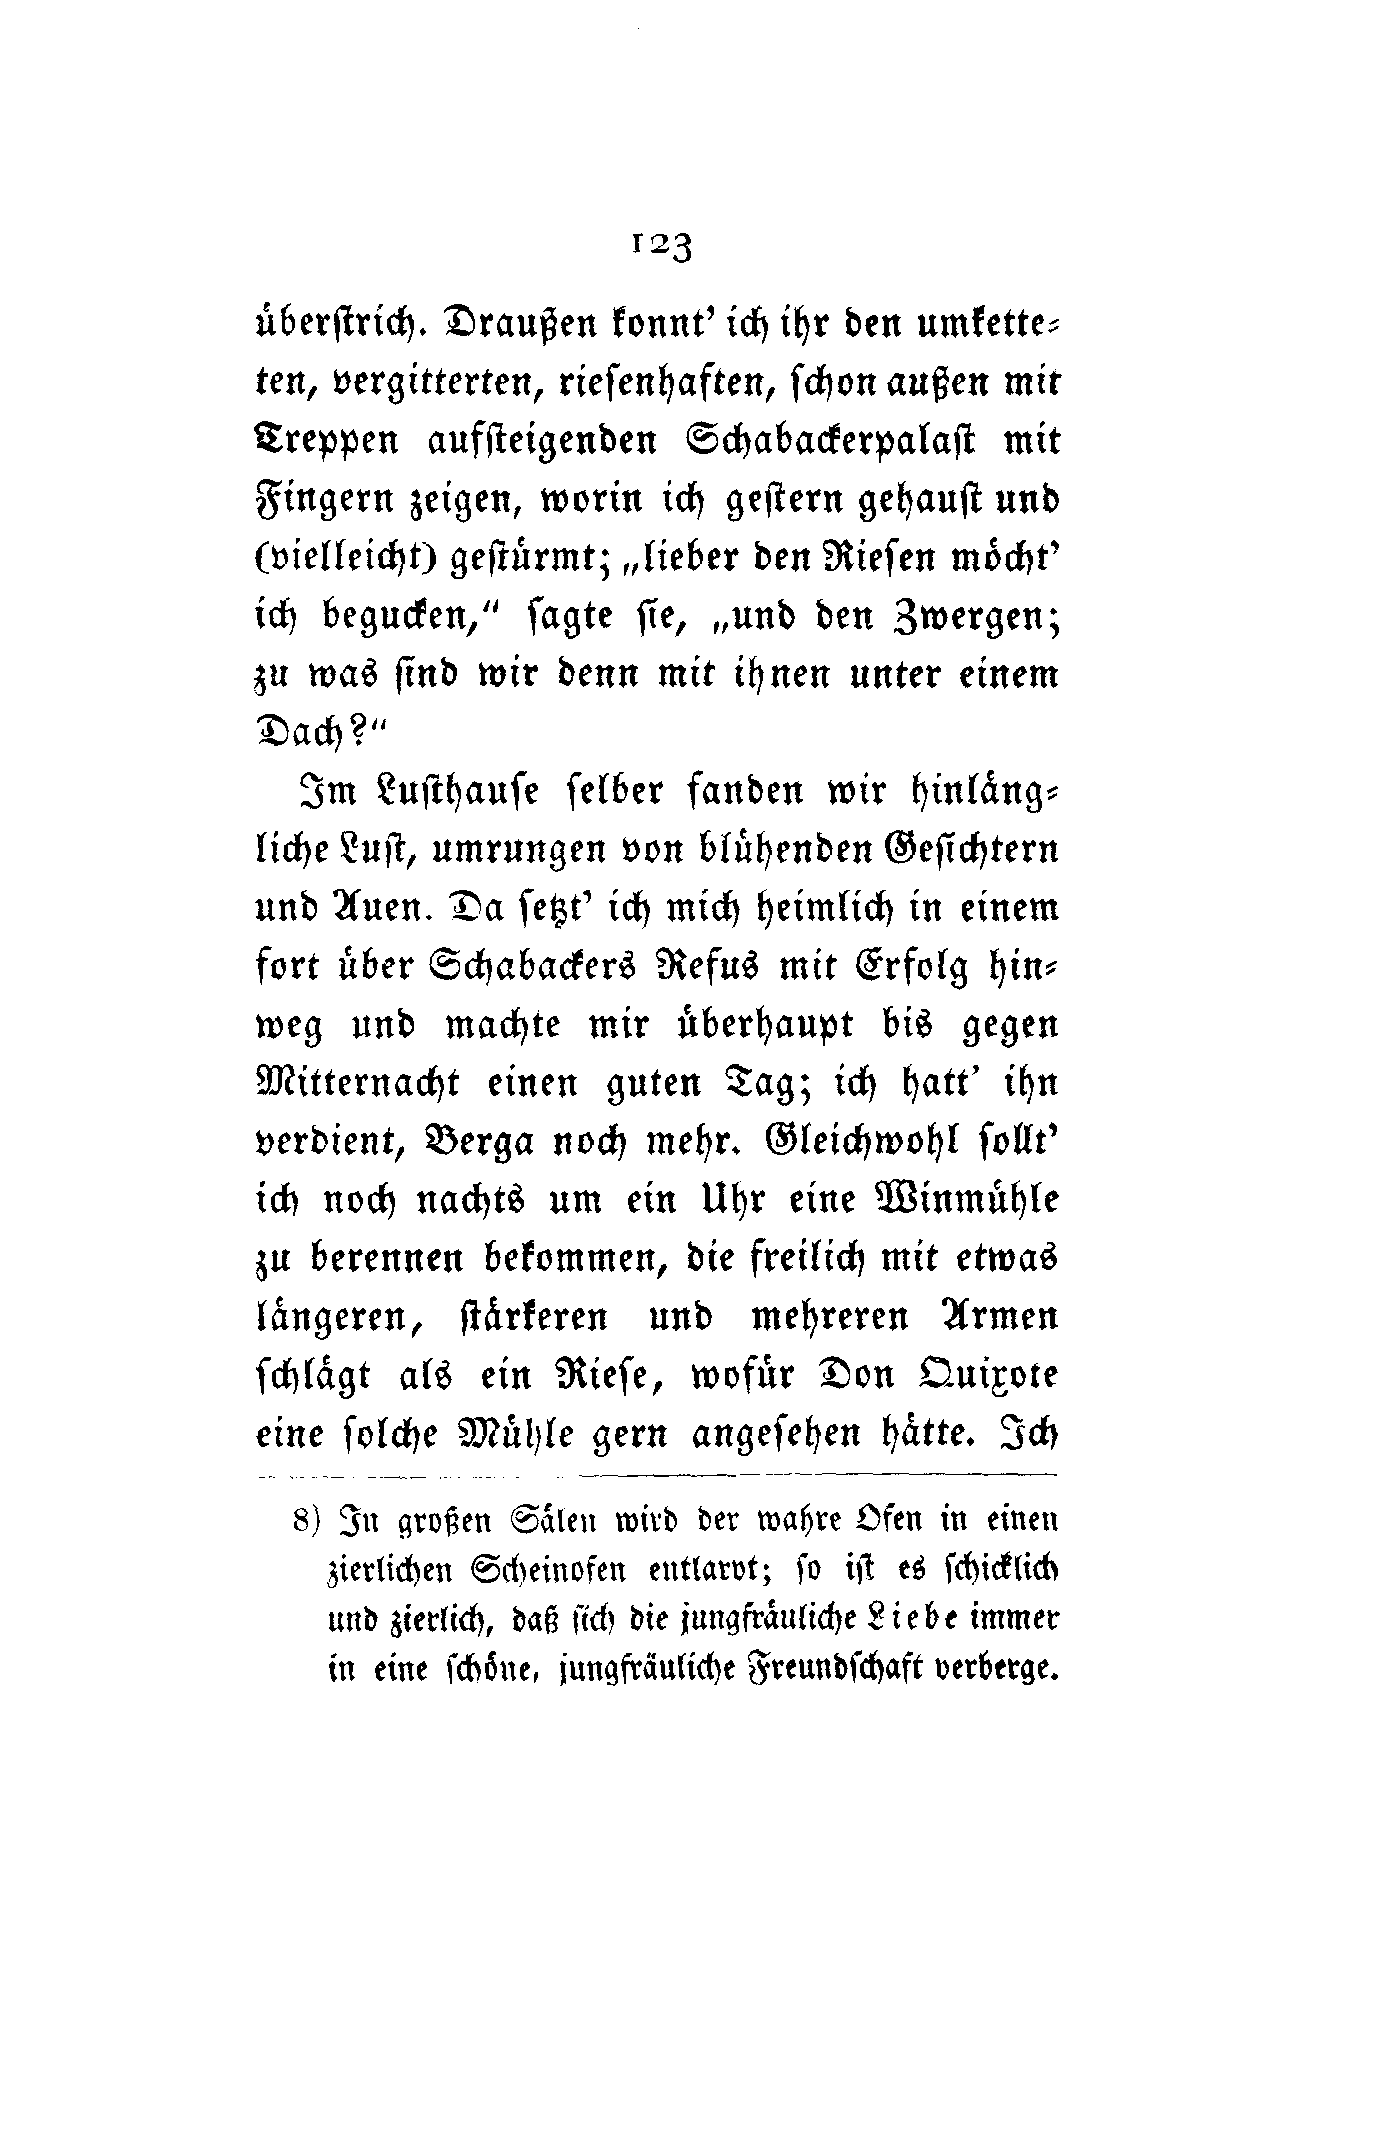 123
überſtrich. Draußen konnt’ ich ihr den umkette⸗
ten, vergitterten, rieſenhaften, ſchon außen mit
Treppen aufſteigenden Schabackerpalaſt mit
Fingern zeigen, worin ich geſtern gehauſt und
(vielleicht) geſtürmt; „lieber den Rieſen möcht’
ich begucken,“ ſagte ſie, „und den Zwergen;
zu was ſind wir denn mit ihnen unter einem
Dach?“
Im Luſthauſe ſelber fanden wir hinläng⸗
liche Luſt, umrungen von blühenden Geſichtern
und Auen. Da ſetzt’ ich mich heimlich in einem
fort über Schabackers Refus mit Erfolg hin⸗
weg und machte mir überhaupt bis gegen
Mitternacht einen guten Tag; ich hatt’ ihn
verdient, Berga noch mehr. Gleichwohl ſollt’
ich noch nachts um ein Uhr eine Winmühle
zu berennen bekommen, die freilich mit etwas
längeren, ſtärkeren und mehreren Armen
ſchlägt als ein Rieſe, wofür Don Quixote
eine ſolche Mühle gern angeſehen hätte. Ich
8) In großen Sälen wird der wahre Ofen in einen
zierlichen Scheinofen entlarvt; ſo iſt es ſchicklich
und zierlich, daß ſich die jungfräuliche Liebe immer
in eine ſchöne, jungfräuliche Freundſchaft verberge.